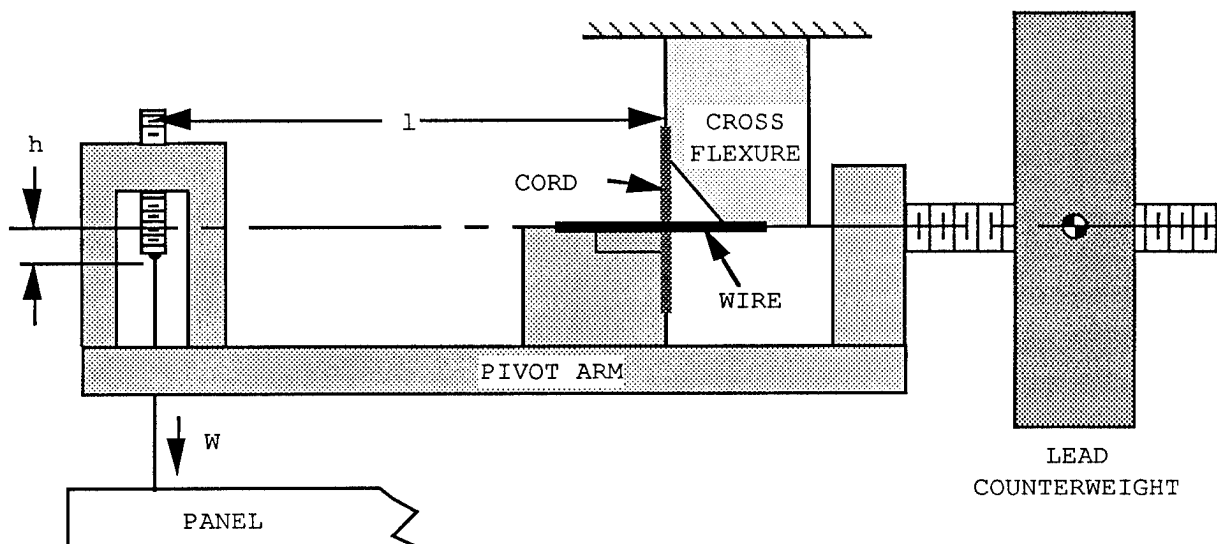 h
l
CROSS
FLEXURE
CORD
WIRE
PIVOT ARM
W
LEAD
COUNTERWEIGHT
PANEL